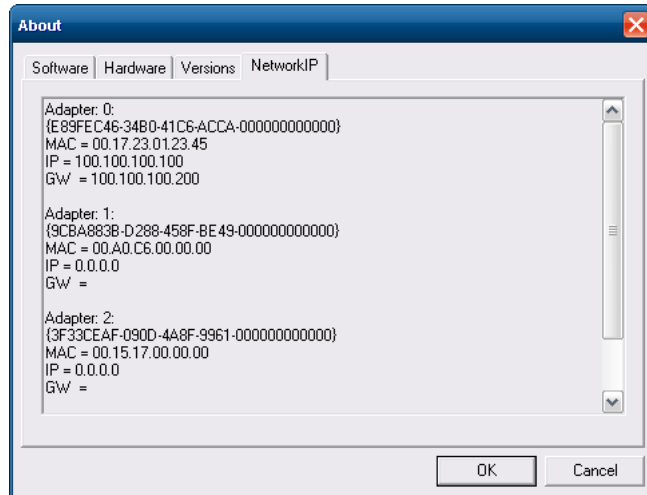 About
Software Hardware Versions NetworkIP
Adapter: 0:
{E89FEC46-34B0-41C6-ACCA-000000000000}
MAC = 00.17.23.01.23.45
IP = 100.100.100.100
GW = 100.100.100.200
Adapter: 1:
{9CBA883B-D288-458F-BE49-000000000000}
MAC = 00.A0.C6.00.00.00
IP = 0.0.0.0
GW =
Adapter: 2:
{3F33CEAF-090D-4A8F-9961-000000000000}
MAC = 00.15.17.00.00.00
IP = 0.0.0.0
GW =
OK Cancel